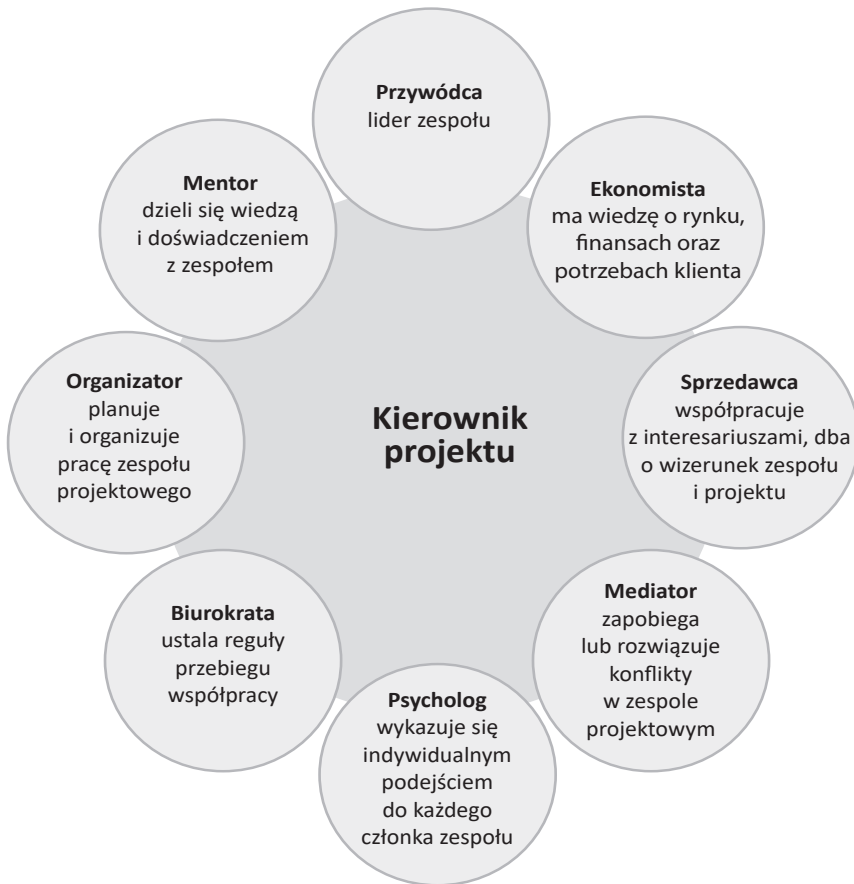 Przywódca
lider zespołu
Ekonomista
ma wiedzę o rynku,
finansach oraz
potrzebach klienta
Sprzedawca
współpracuje
z interesariuszami, dba
o wizerunek zespołu
i projektu
Mediator
zapobiega
lub rozwiązuje
konflikty
w zespole
projektowym
Psycholog
wykazuje się
indywidualnym
podejściem
do każdego
członka zespołu
Biurokrata
ustala reguły
przebiegu
współpracy
Organizator
planuje
i organizuje
pracę zespołu
projektowego
Mentor
dzieli się wiedzą
i doświadczeniem
z zespołem
Kierownik
projektu